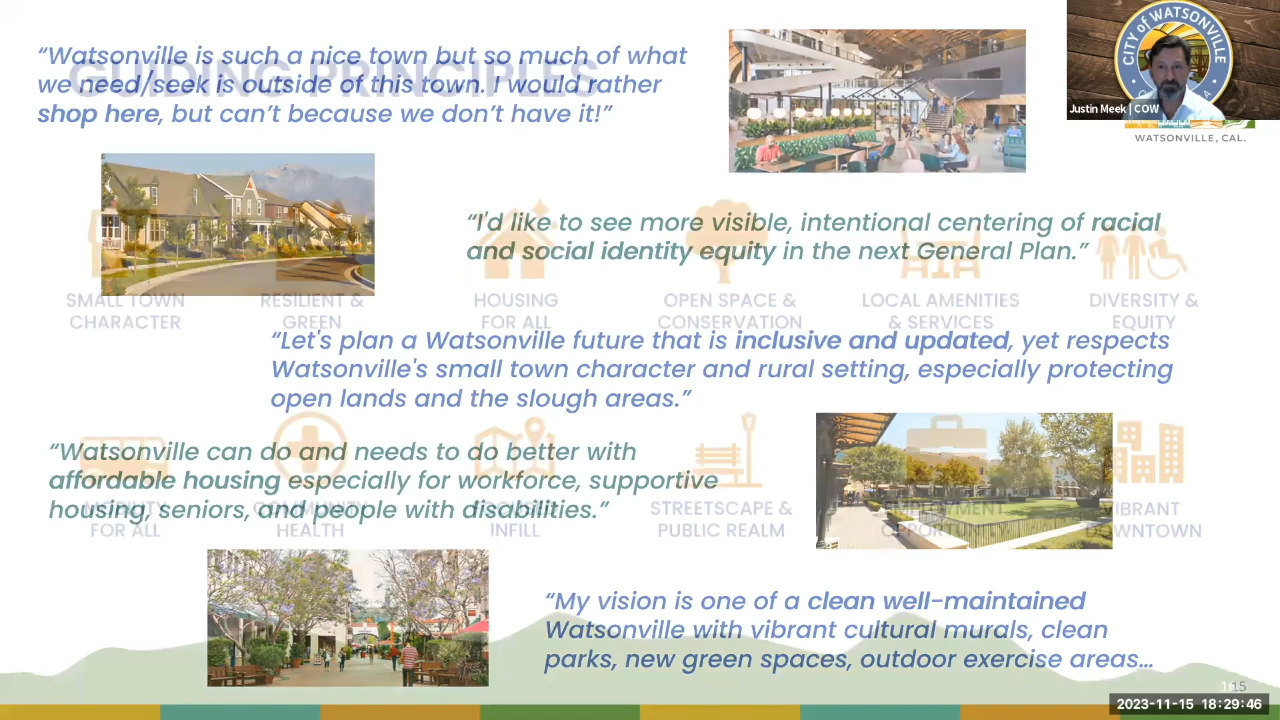 GUIDING PRINCIPLES
“Watsonville is such a nice town but so much of what
we need/seek is outside of this town. I would rather
shop here, but can’t because we don’t have it!”
CITY OF WATSONVILLE
Justin Meek | COW
WATSONVILLE, CAL.
“I'd like to see more visible, intentional centering of racial
and social identity equity in the next General Plan.”
SMALL TOWN
CHARACTER
RESILIENT &
GREEN
HOUSING
FOR ALL
OPEN SPACE &
CONSERVATION
LOCAL AMENITIES
& SERVICES
DIVERSITY &
EQUITY
“Let's plan a Watsonville future that is inclusive and updated, yet respects
Watsonville's small town character and rural setting, especially protecting
open lands and the slough areas.”
“Watsonville can do and needs to do better with
affordable housing especially for workforce, supportive
housing, seniors, and people with disabilities.”
MOBILITY
FOR ALL
COMMUNITY
HEALTH
INFILL
STREETSCAPE &
PUBLIC REALM
EMPLOYMENT
VIBRANT
DOWNTOWN
“My vision is one of a clean well-maintained
Watsonville with vibrant cultural murals, clean
parks, new green spaces, outdoor exercise areas…
15
2023-11-15 18:29:46